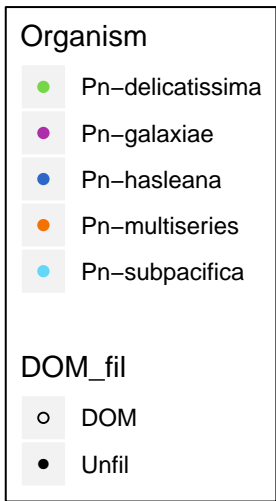 Organism
Pn−delicatissima
Pn−galaxiae
Pn−hasleana
Pn−multiseries
Pn−subpacifica
DOM_fil
DOM
Unfil